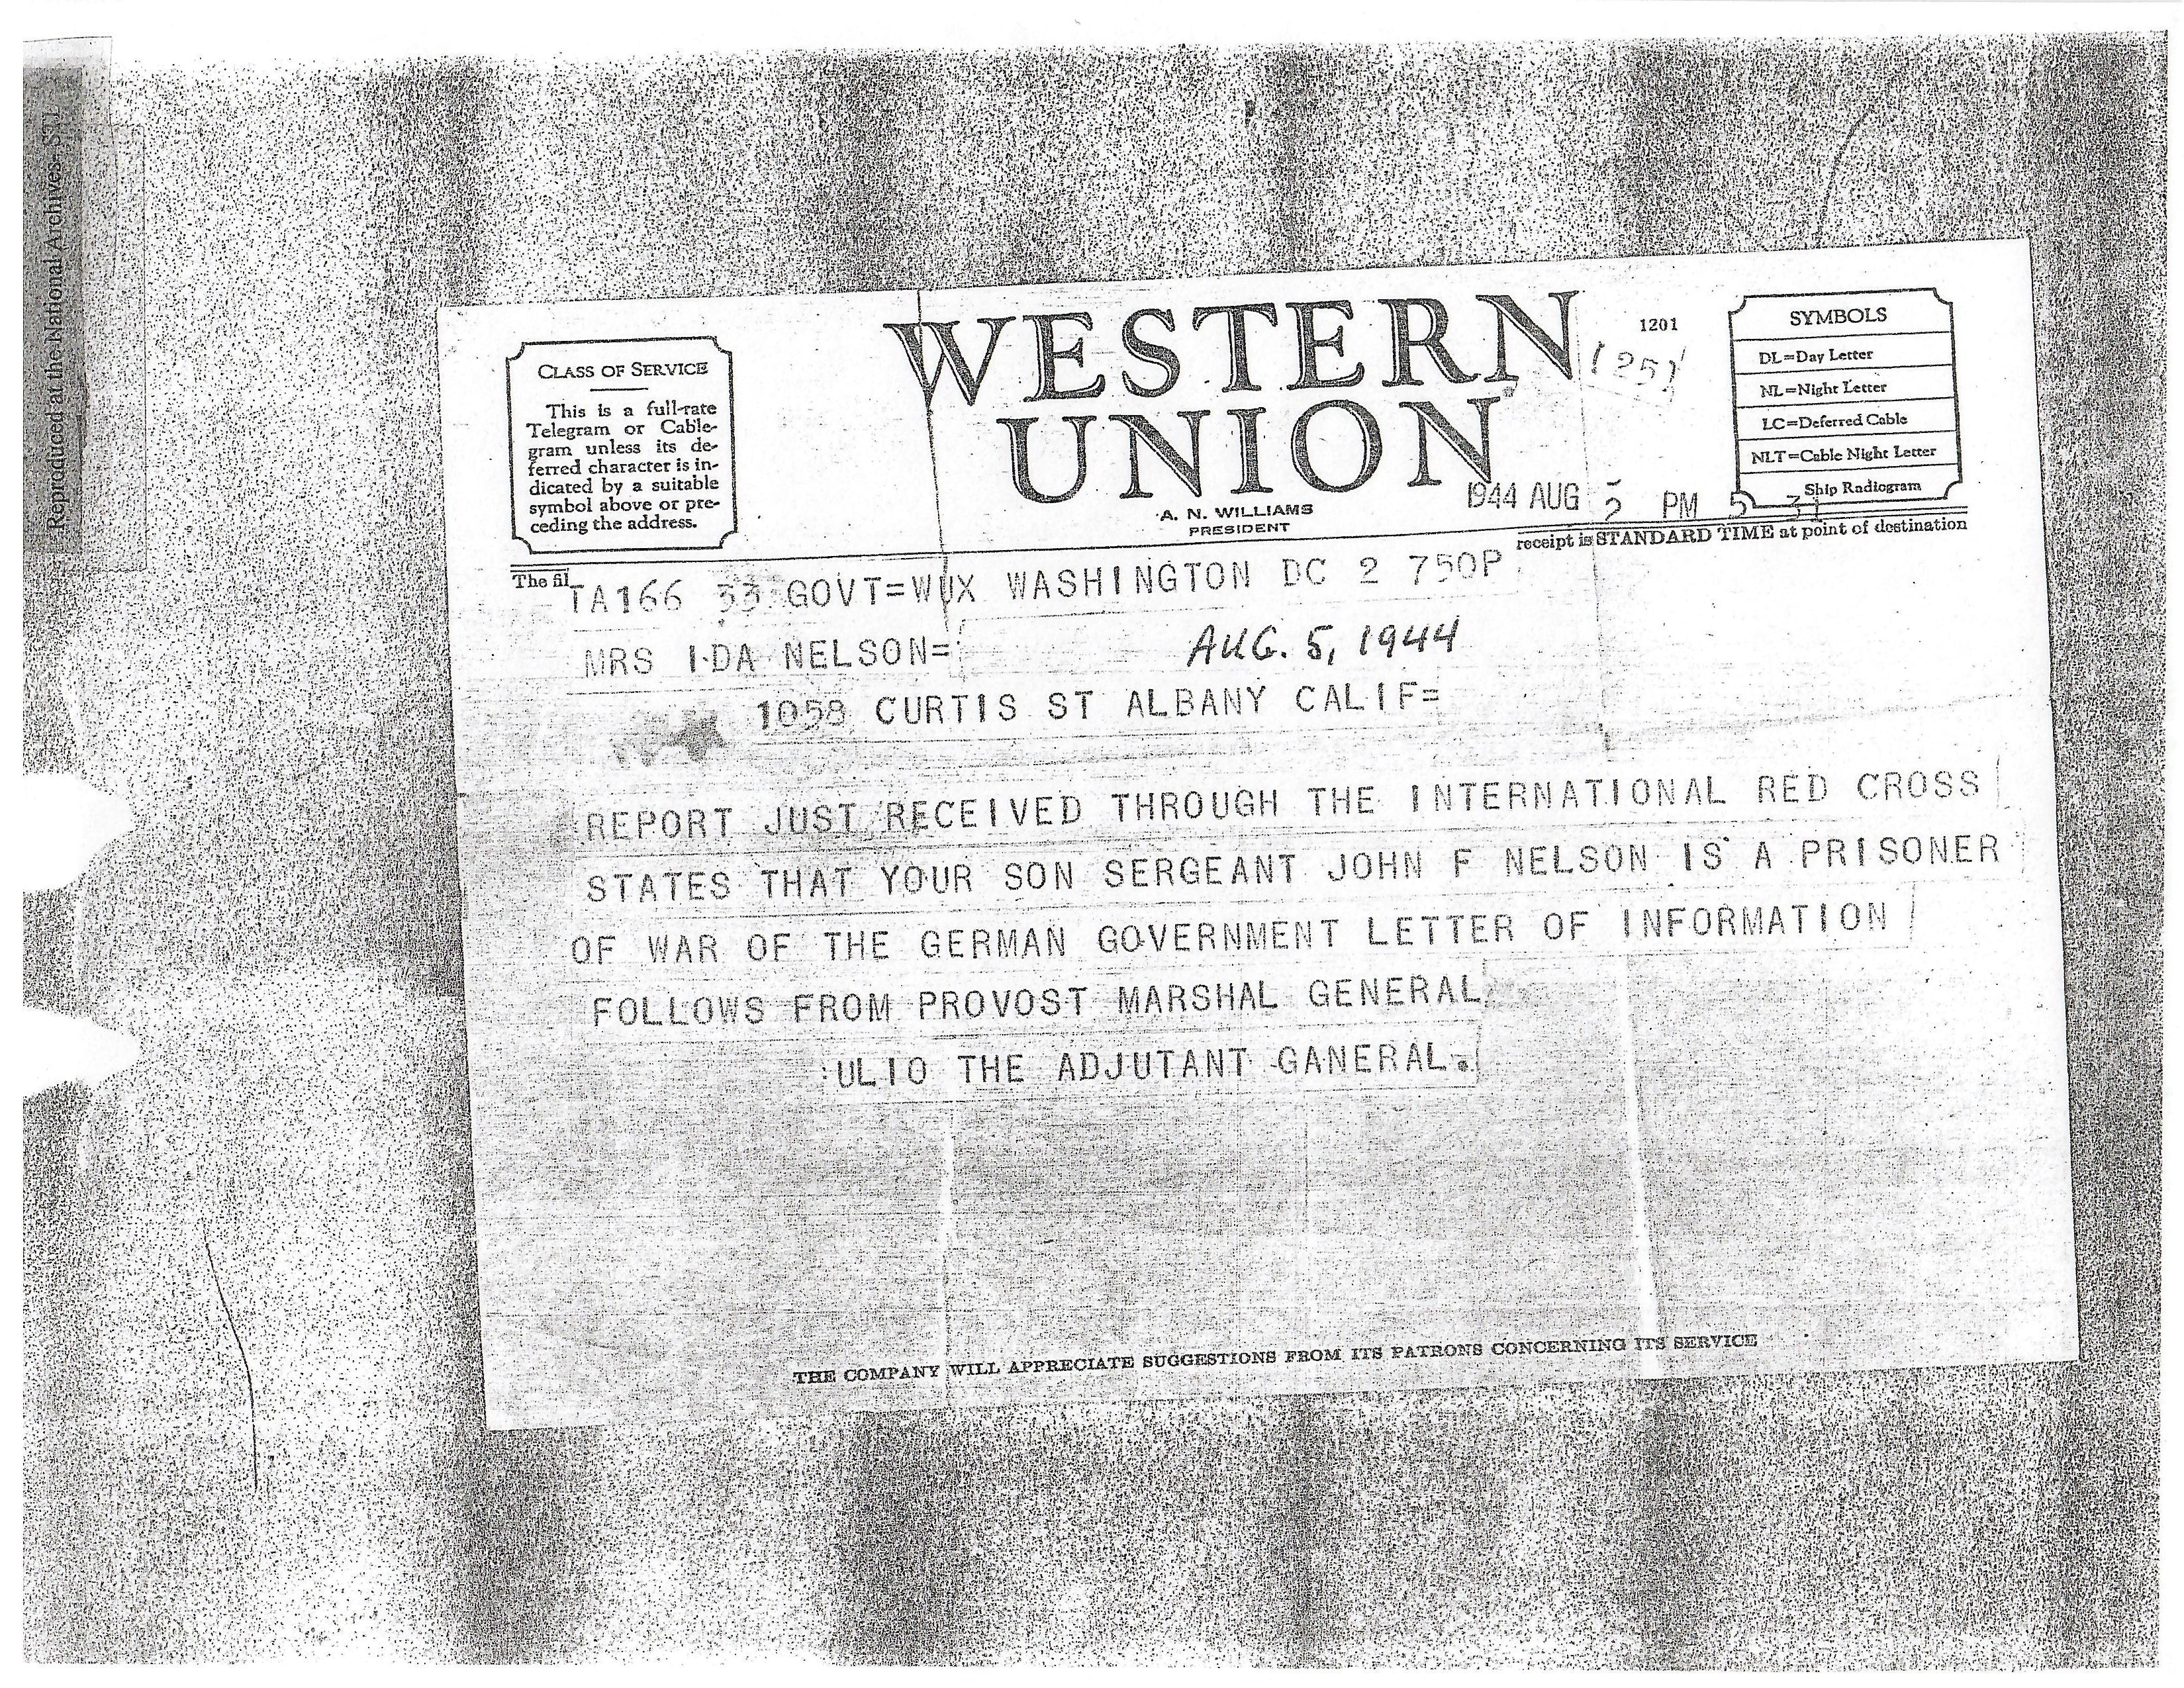 Reproduced at the National Archives
CLASS OF SERVICE
This is a full-rate
Telegram or Cable-
gram unless its de-
ferred character is in-
dicated by a suitable
symbol above or pre-
ceding the address.
WESTERN
UNION
A. N. WILLIAMS
PRESIDENT
1201
SYMBOLS
DL=Day Letter
NL=Night Letter
LC=Deferred Cable
NLT=Cable Night Letter
Ship Radiogram
1944 AUG PM 5
The fil receipt is STANDARD TIME at point of destination
TA166 33 GOVT=WUX WASHINGTON DC 2 750P
MRS IDA NELSON=
AUG. 5, 1944
1058 CURTIS ST ALBANY CALIF=
REPORT JUST RECEIVED THROUGH THE INTERNATIONAL RED CROSS
STATES THAT YOUR SON SERGEANT JOHN F NELSON IS A PRISONER
OF WAR OF THE GERMAN GOVERNMENT LETTER OF INFORMATION
FOLLOWS FROM PROVOST MARSHAL GENERAL
:ULIO THE ADJUTANT GANERAL.
THE COMPANY WILL APPRECIATE SUGGESTIONS FROM ITS PATRONS CONCERNING ITS SERVICE